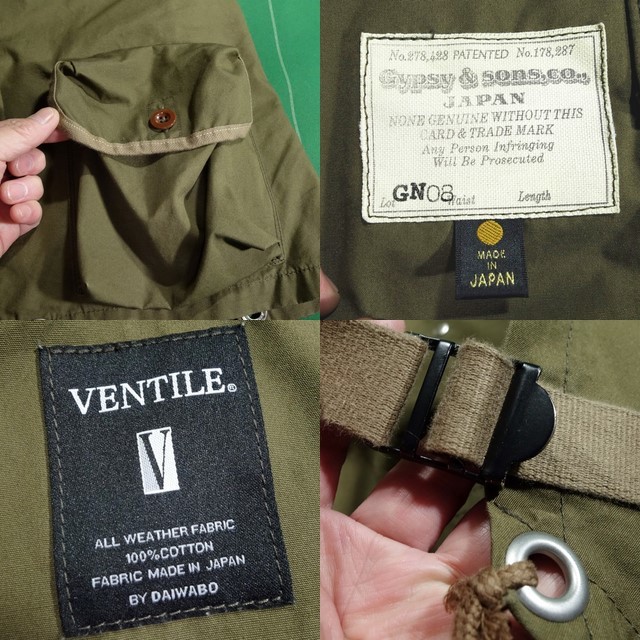 No.278,428 PATENTED No.178,287
Gypsy & sons,co.,
JAPAN
NONE GENUINE WITHOUT THIS
CARD & TRADE MARK
Any Person Infringing
Will Be Prosecuted
Lot GN08 Waist Length
MADE
IN
JAPAN
VENTILE®
V
ALL WEATHER FABRIC
100%COTTON
FABRIC MADE IN JAPAN
BY DAIWABO